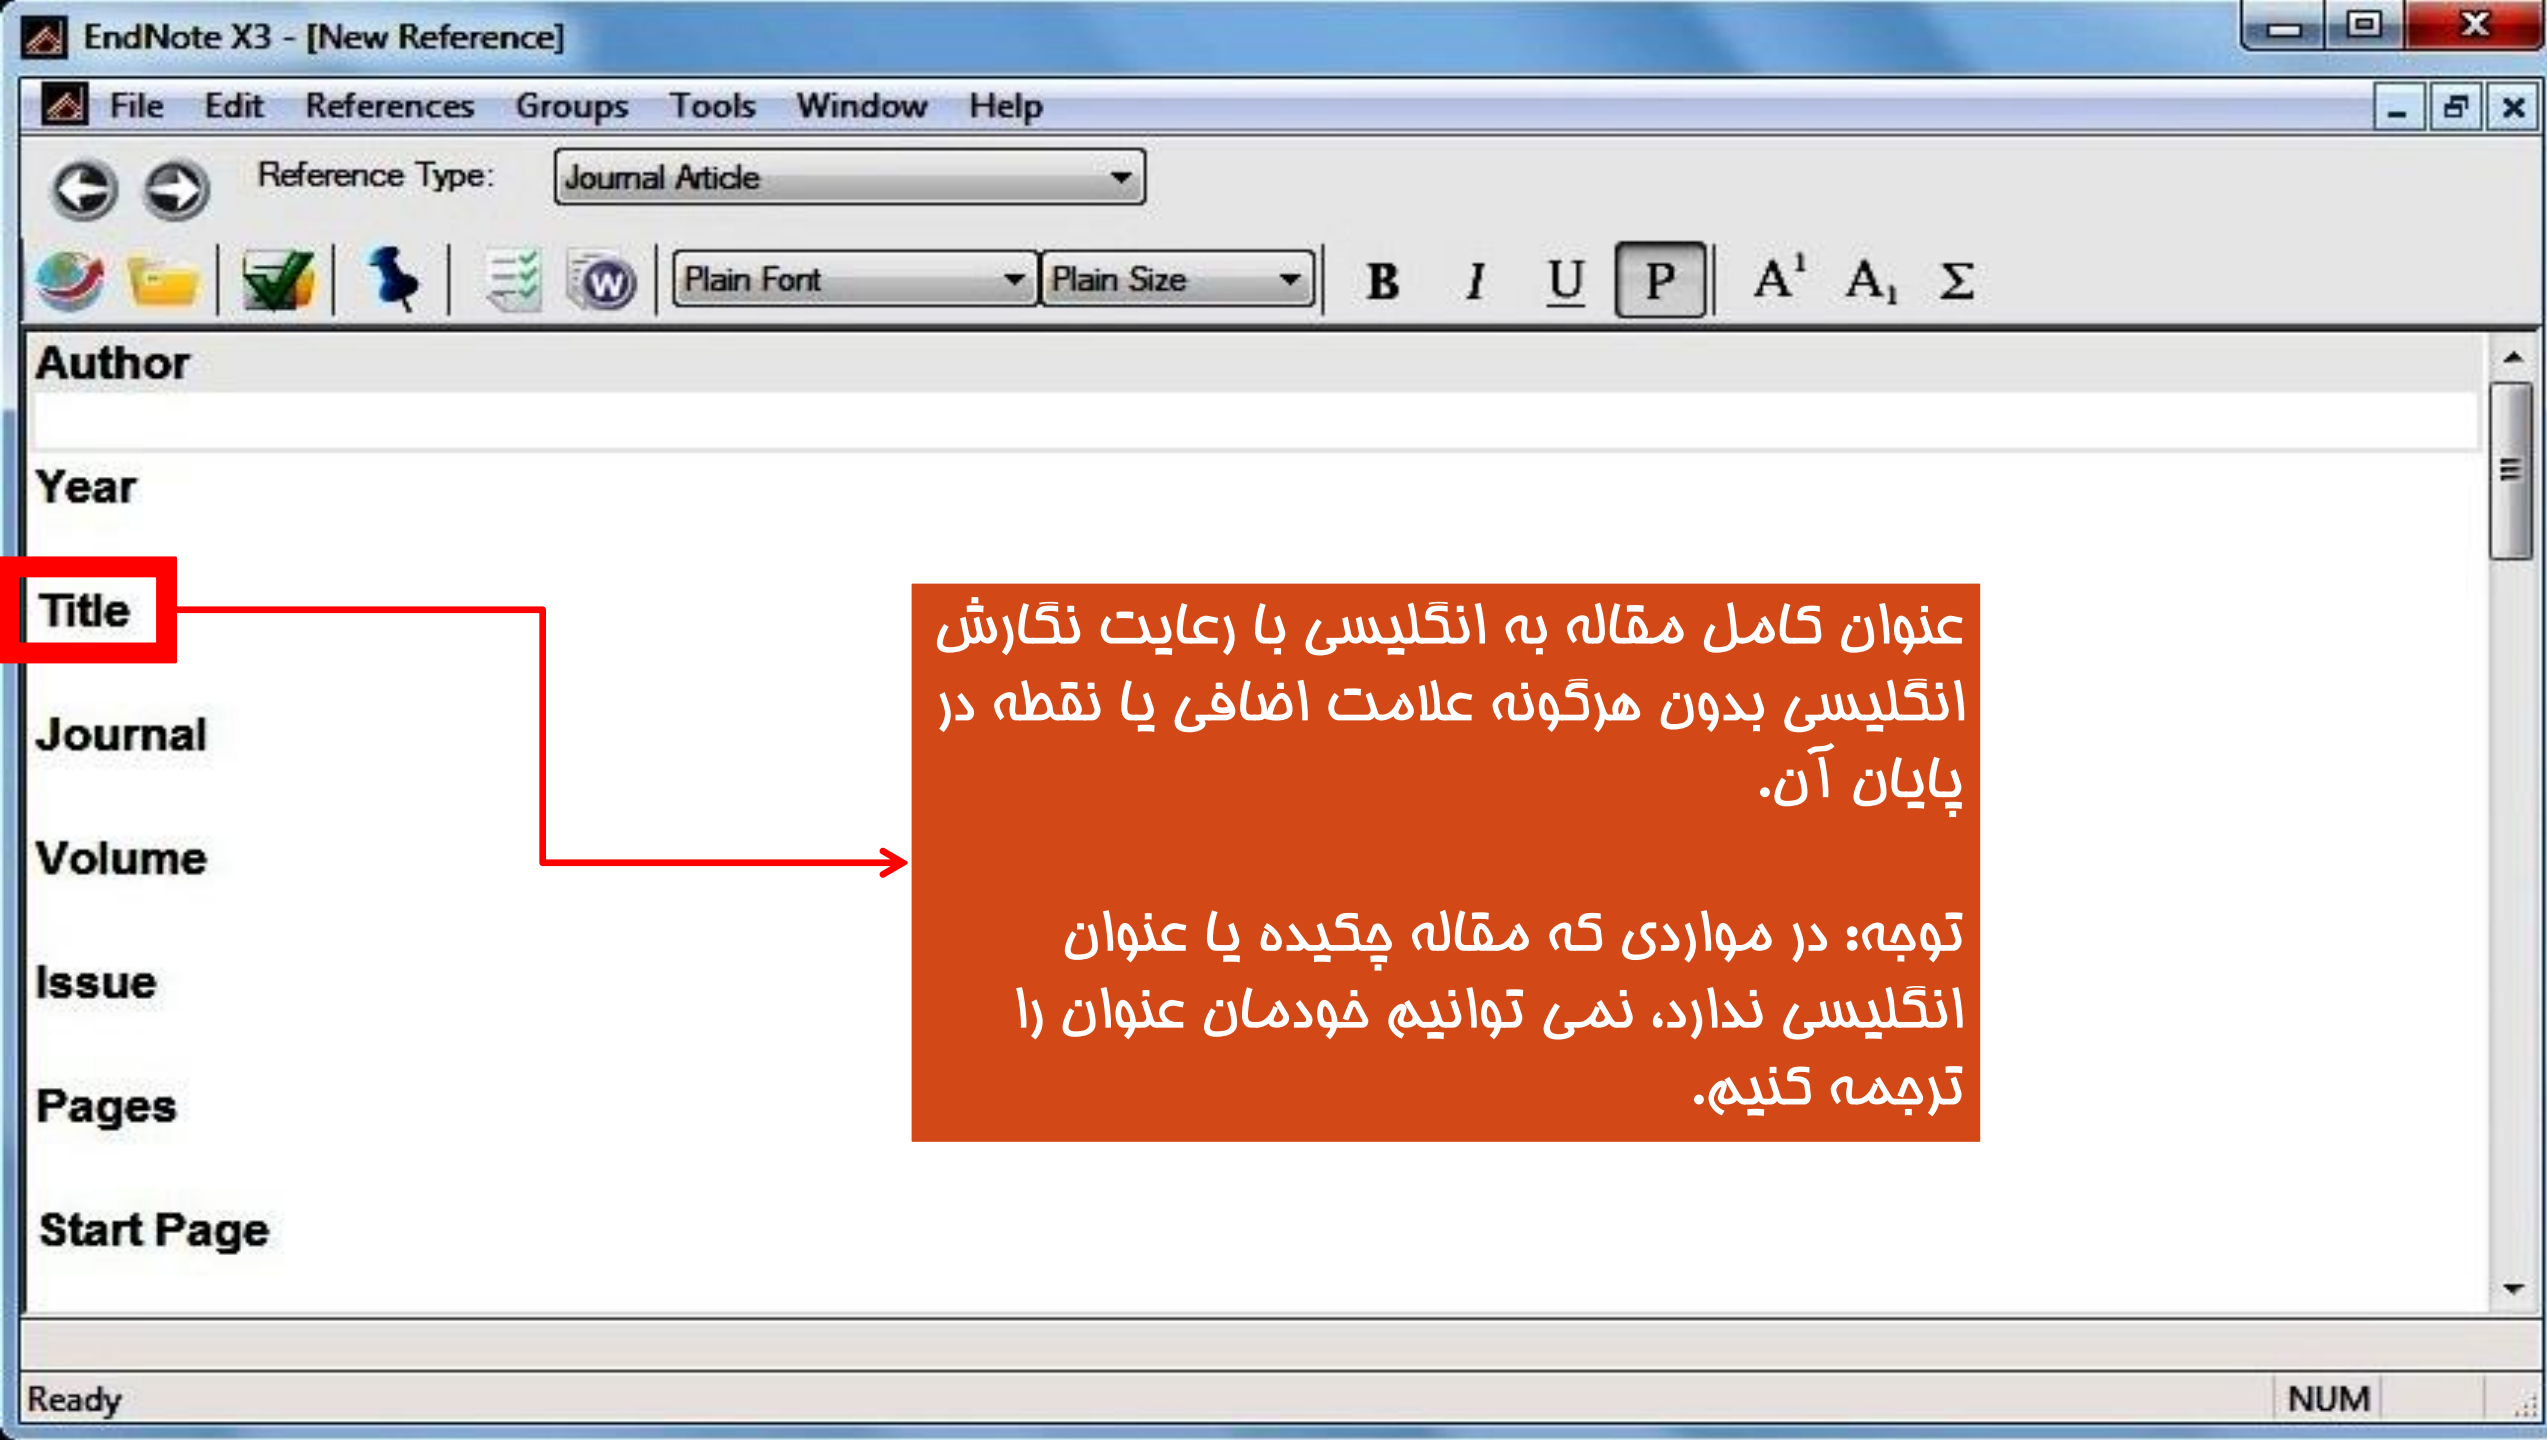 EndNote X3 - [New Reference]
File Edit References Groups Tools Window Help
Reference Type: Journal Article
Plain Font Plain Size B I U P A¹ A₁ Σ
Author
Year
Title
عنوان کامل مقاله به انگلیسی با رعایت نگارش
انگلیسی بدون هرگونه علامت اضافی یا نقطه در
پایان آن.
Journal
Volume
توجه: در مواردی که مقاله چکیده یا عنوان
انگلیسی ندارد، نمی توانیم خودمان عنوان را
ترجمه کنیم.
Issue
Pages
Start Page
Ready NUM